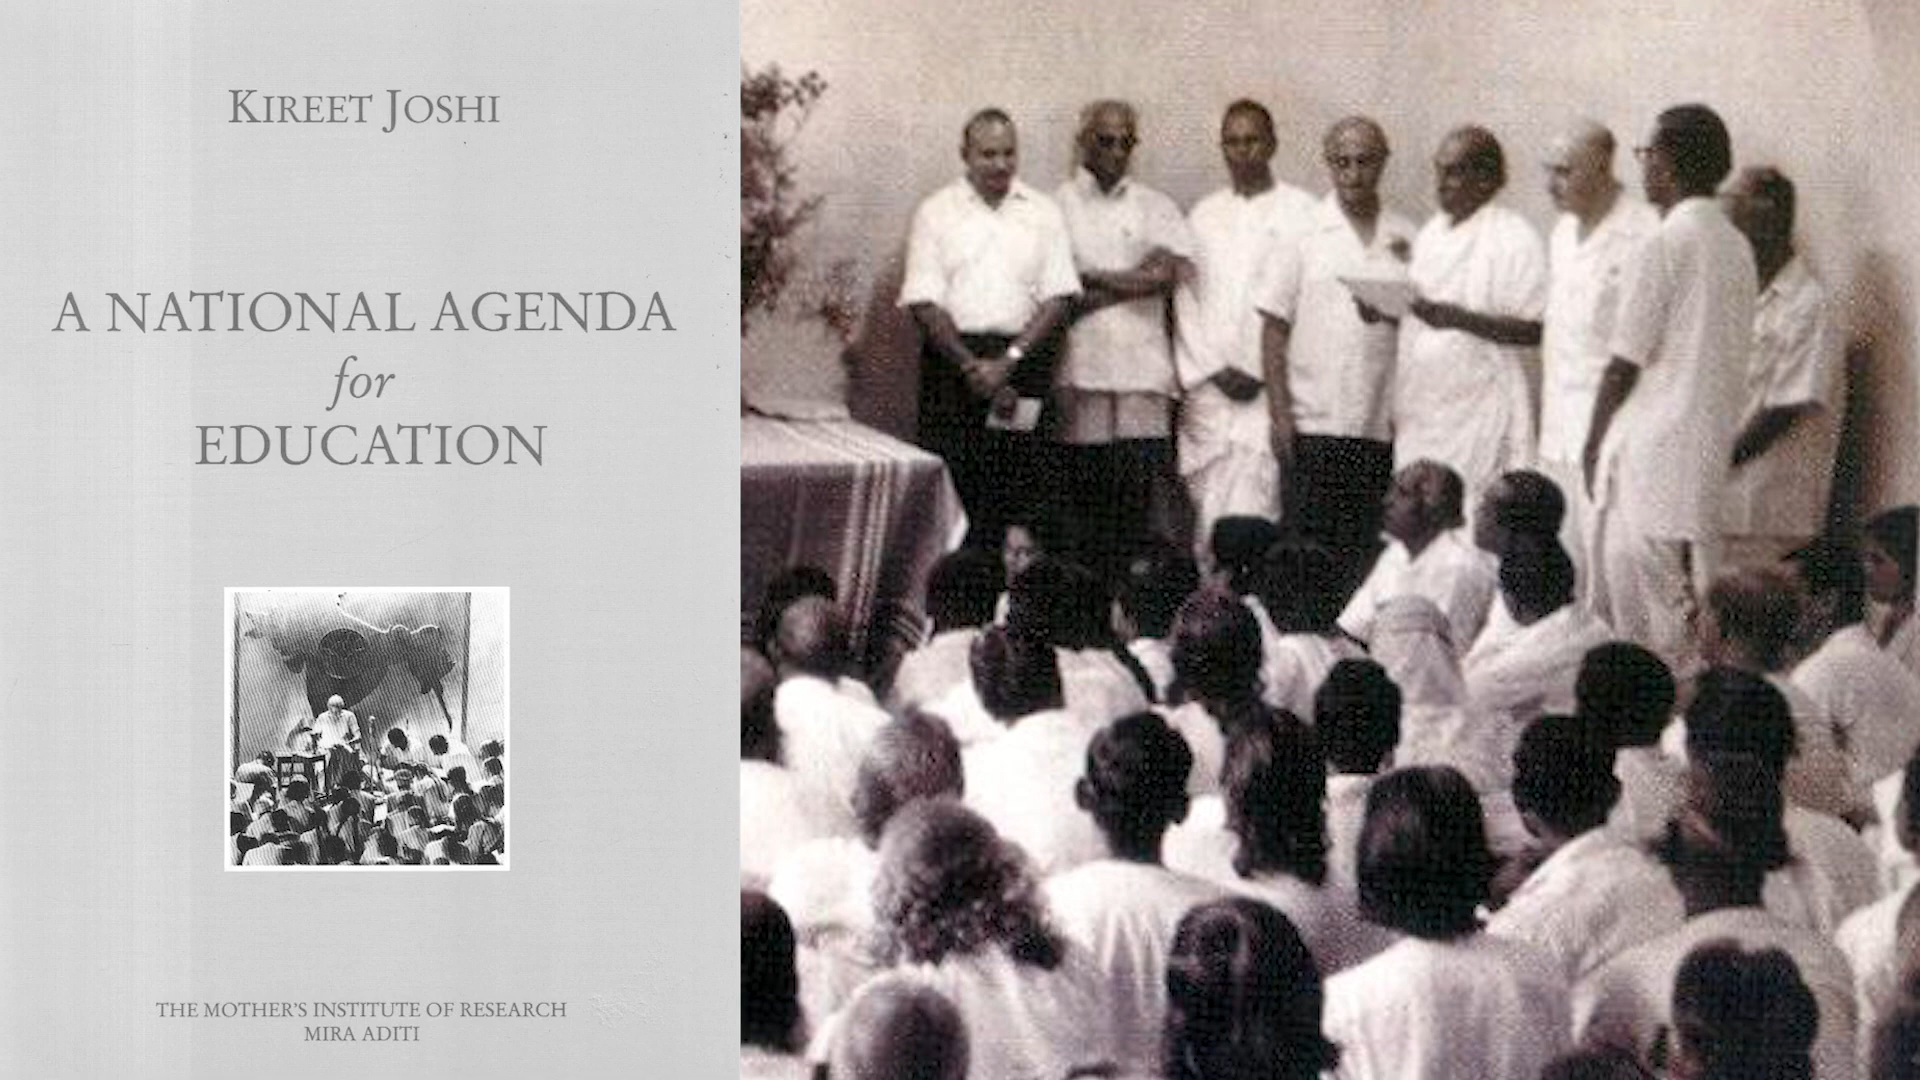 KIREET JOSHI
A NATIONAL AGENDA
for
EDUCATION
THE MOTHER'S INSTITUTE OF RESEARCH
MIRA ADITI